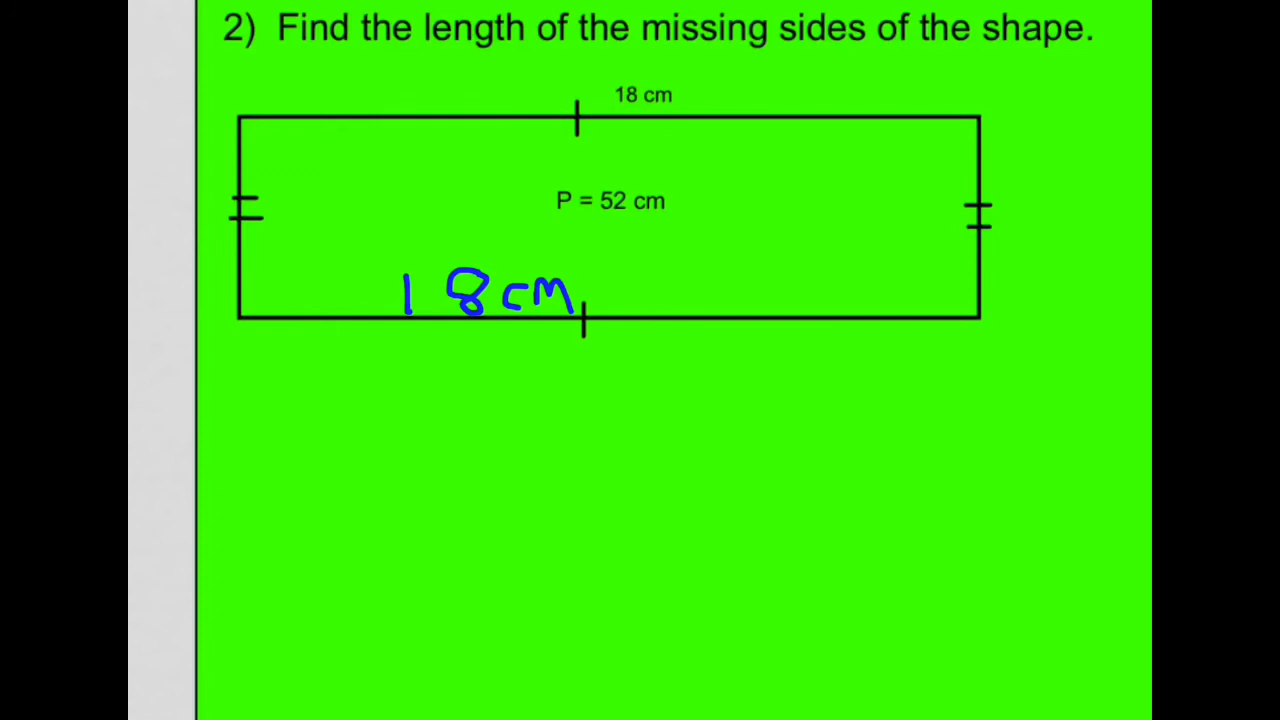 2) Find the length of the missing sides of the shape.
18 cm
P = 52 cm
18cm